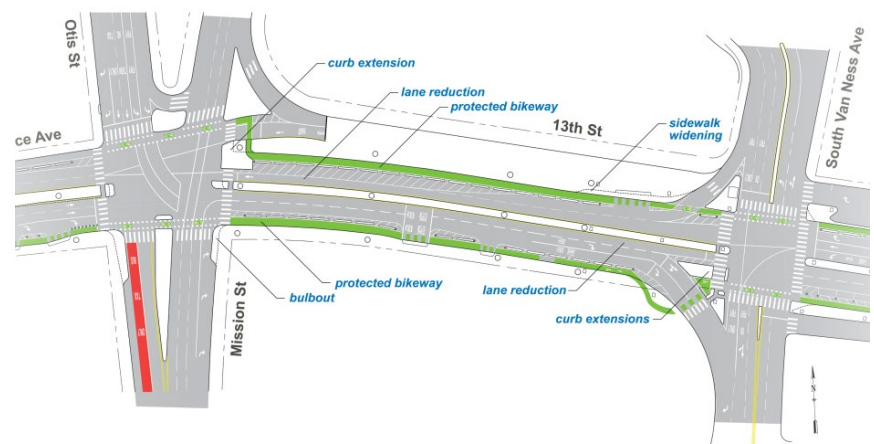 Otis St
South Van Ness Ave
curb extension
lane reduction
protected bikeway
13th St
sidewalk
widening
ce Ave
protected bikeway
lane reduction
bulbout
curb extensions
Mission St
N